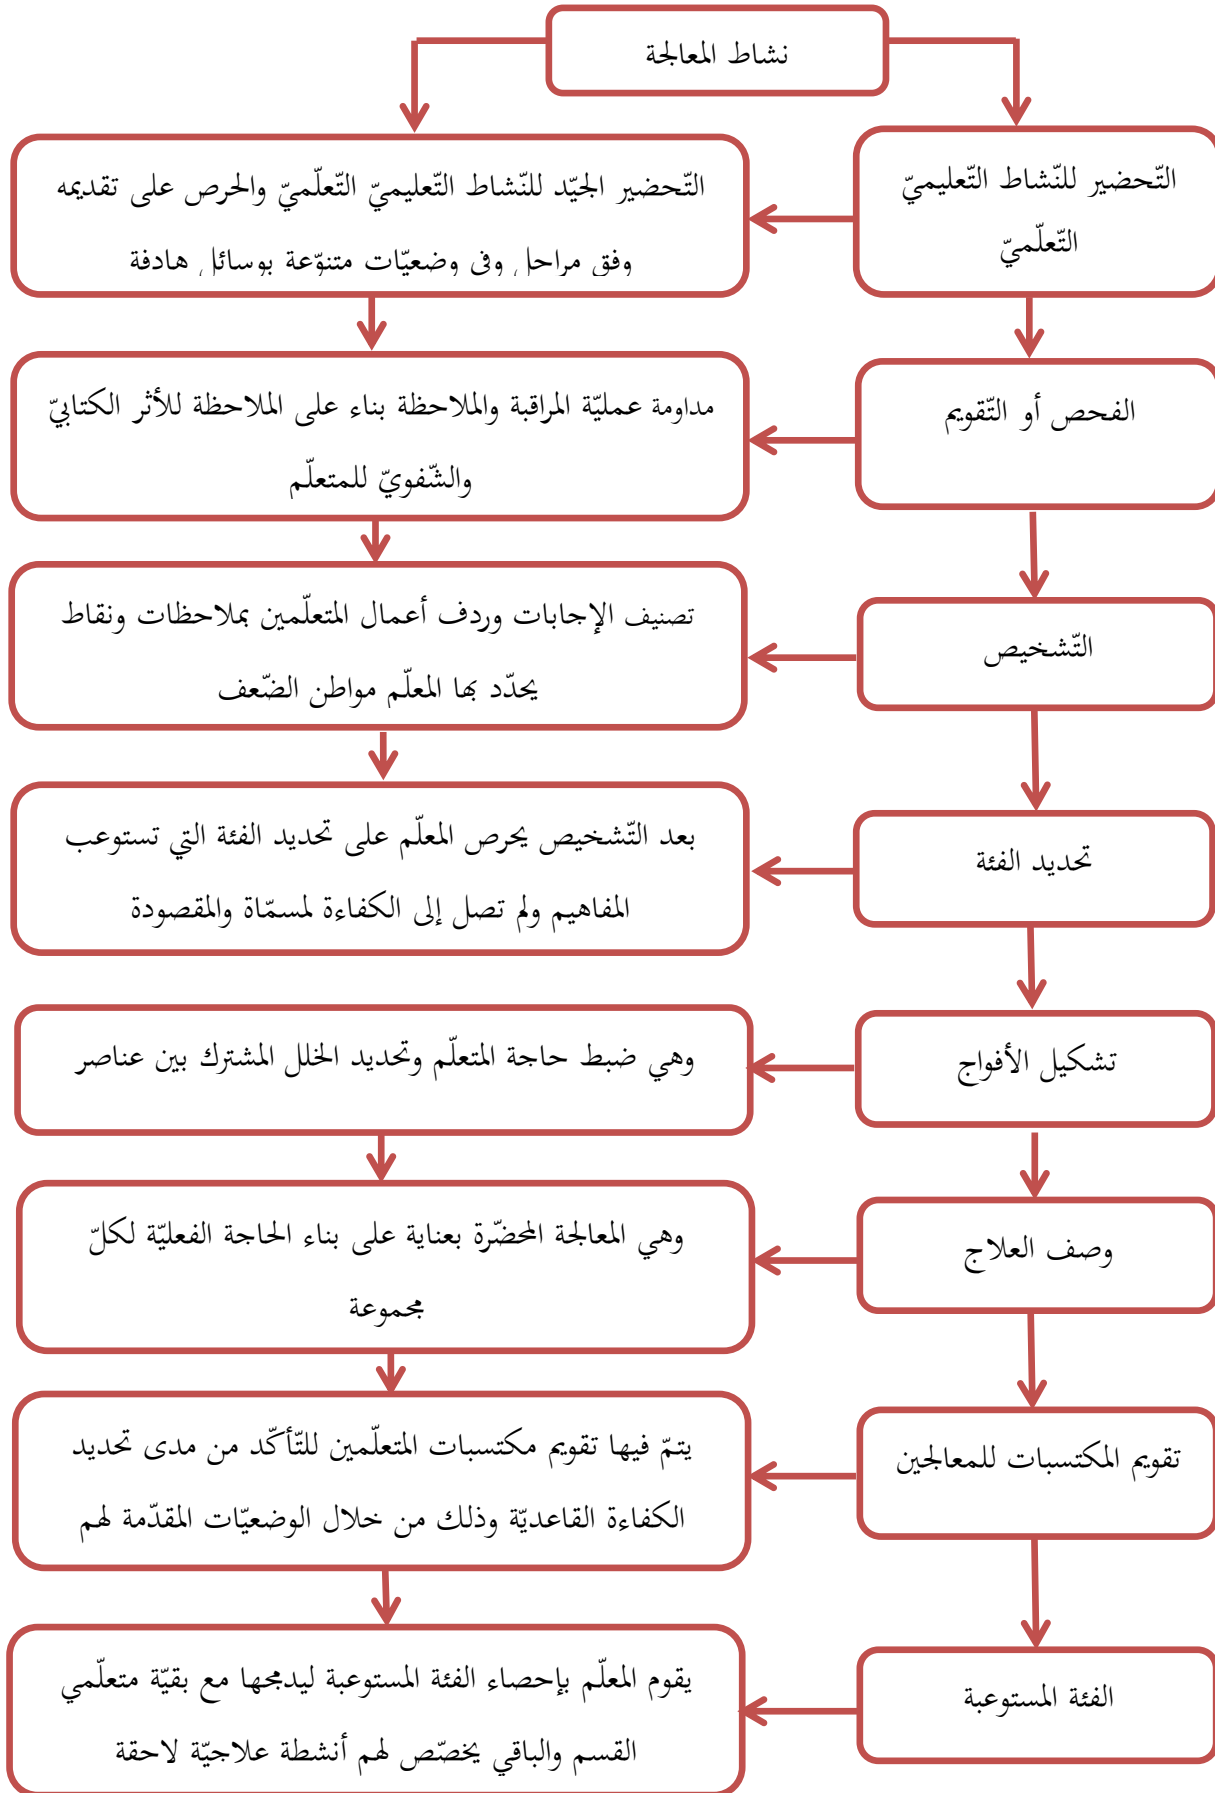 نشاط المعالجة
التّحضير للنّشاط التّعليميّ
التّعلّميّ
التّحضير الجيّد للنّشاط التّعليميّ التّعلّميّ والحرص على تقديمه
وفق مراحل وفي وضعيّات متنوّعة بوسائل هادفة
الفحص أو التّقويم
مداومة عمليّة المراقبة والملاحظة بناء على الملاحظة للأثر الكتابيّ
والشّفويّ للمتعلّم
التّشخيص
تصنيف الإجابات وردف أعمال المتعلّمين بملاحظات ونقاط
يحدّد بها المعلّم مواطن الضّعف
تحديد الفئة
بعد التّشخيص يحرص المعلّم على تحديد الفئة التي تستوعب
المفاهيم ولم تصل إلى الكفاءة لمسمّاة والمقصودة
تشكيل الأفواج
وهي ضبط حاجة المتعلّم وتحديد الخلل المشترك بين عناصر
وصف العلاج
وهي المعالجة المحضّرة بعناية على بناء الحاجة الفعليّة لكلّ
مجموعة
تقويم المكتسبات للمعالجين
يتمّ فيها تقويم مكتسبات المتعلّمين للتّأكّد من مدى تحديد
الكفاءة القاعديّة وذلك من خلال الوضعيّات المقدّمة لهم
الفئة المستوعبة
يقوم المعلّم بإحصاء الفئة المستوعبة ليدمجها مع بقيّة متعلّمي
القسم والباقي يخصّص لهم أنشطة علاجيّة لاحقة